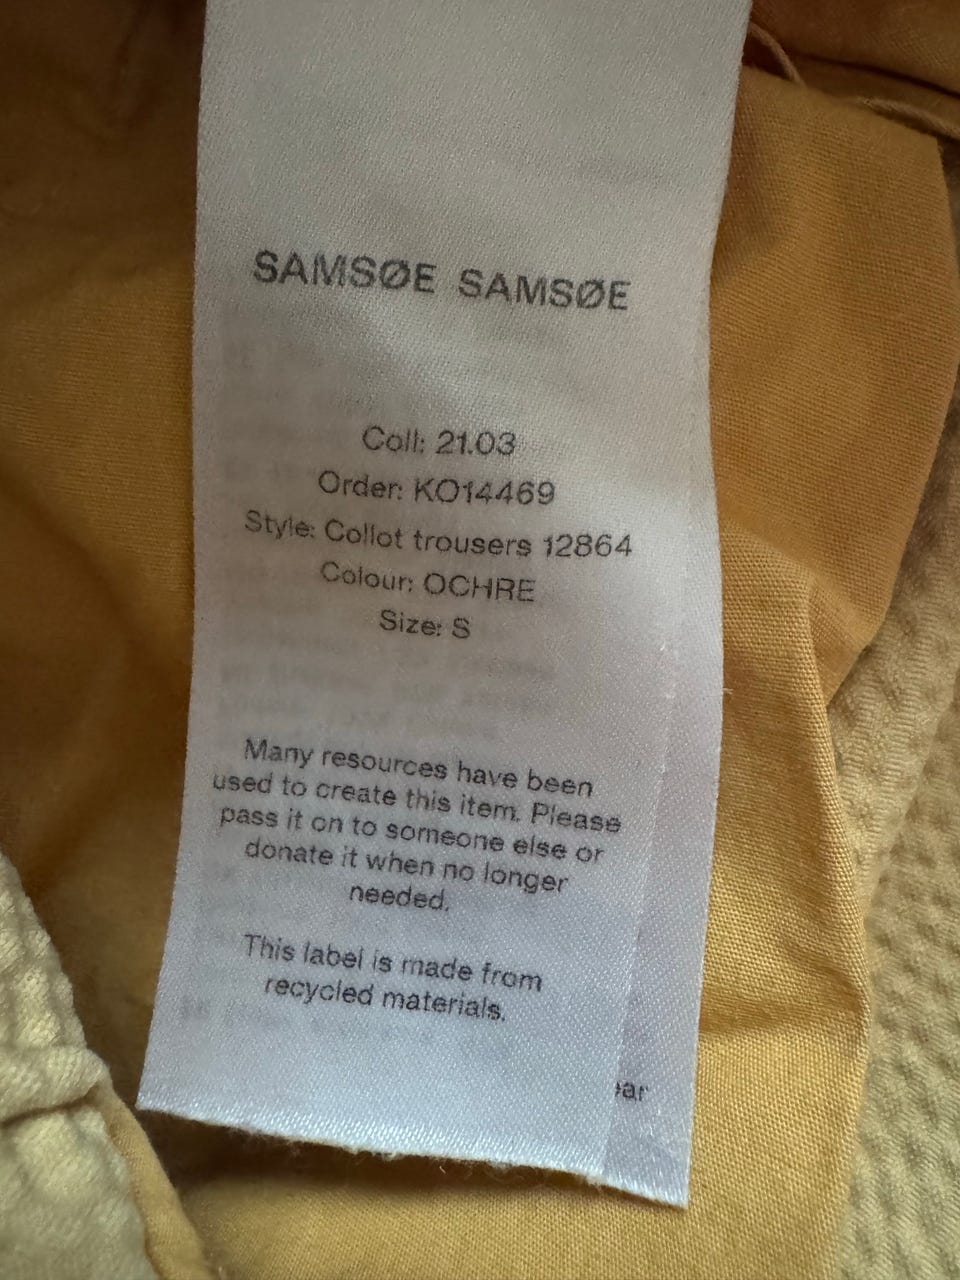 SAMSØE SAMSØE
Coll: 21.03
Order: KO14469
Style: Collot trousers 12864
Colour: OCHRE
Size: S
Many resources have been
used to create this item. Please
pass it on to someone else or
donate it when no longer
needed.
This label is made from
recycled materials.